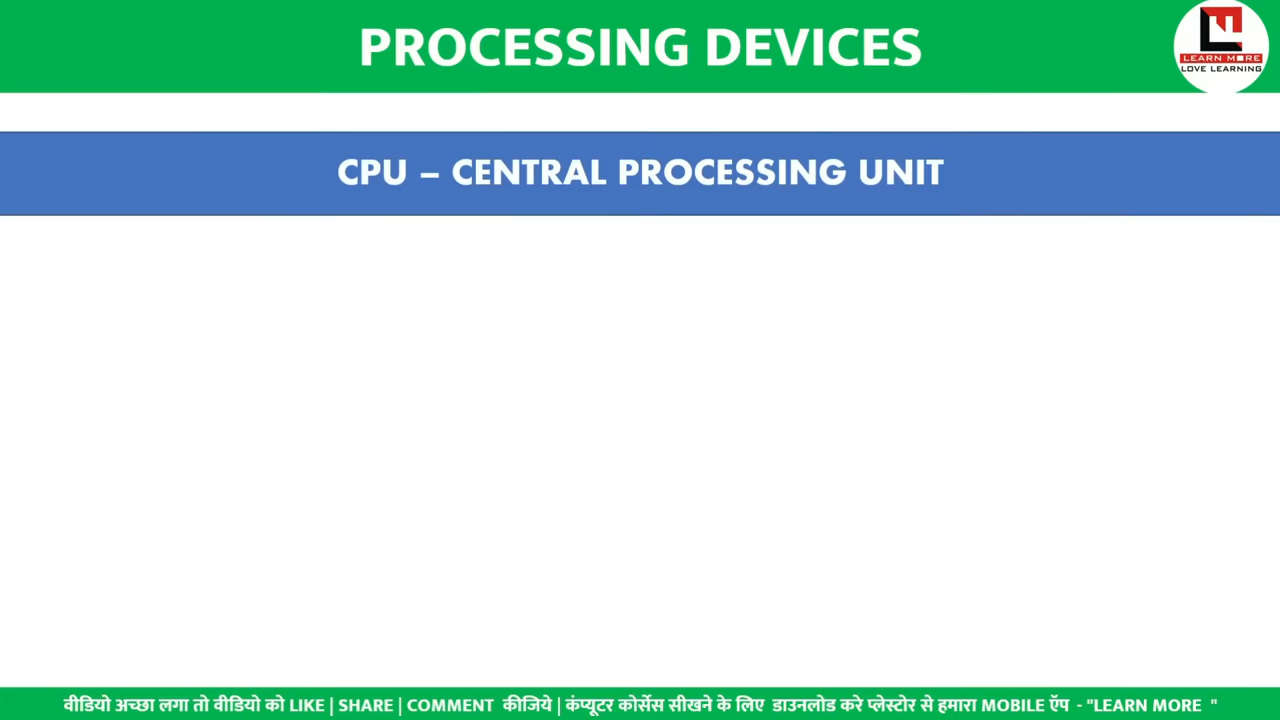 PROCESSING DEVICES
LEARN MORE
LOVE LEARNING
CPU – CENTRAL PROCESSING UNIT
वीडियो अच्छा लगा तो वीडियो को LIKE | SHARE | COMMENT कीजिये | कंप्यूटर कोर्सेस सीखने के लिए डाउनलोड करे प्लेस्टोर से हमारा MOBILE ऍप - "LEARN MORE "